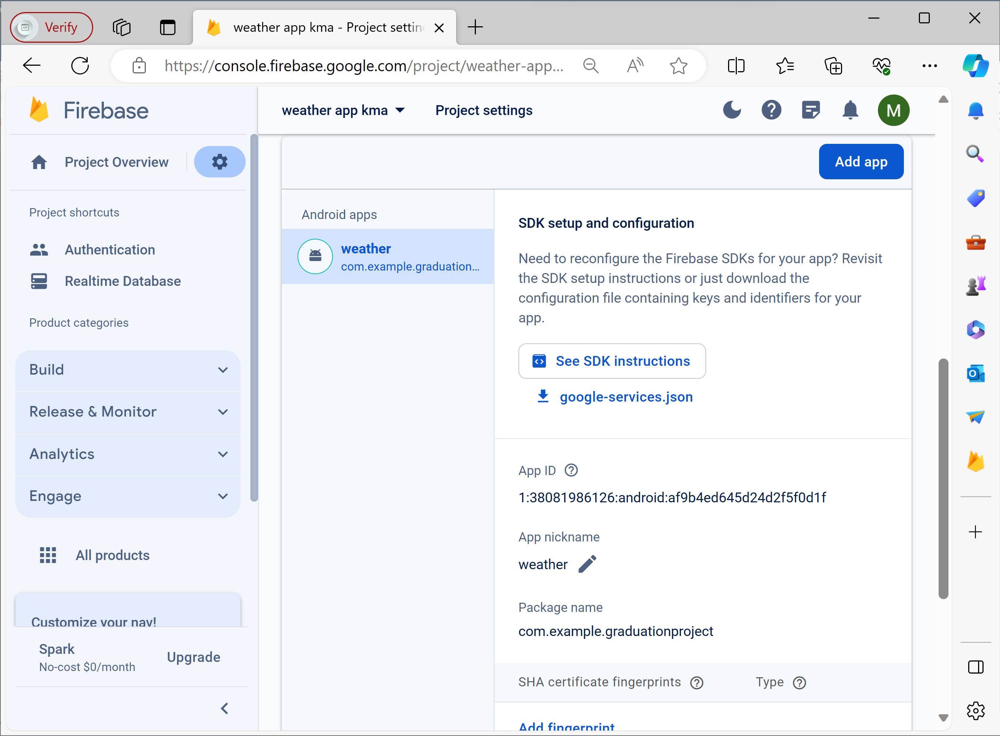 Verify
weather app kma - Project settin
https://console.firebase.google.com/project/weather-app...
Firebase
weather app kma
Project settings
M
Project Overview
Project shortcuts
Authentication
Realtime Database
Product categories
Build
Release & Monitor
Analytics
Engage
All products
Customize your nav!
Spark
No-cost $0/month
Upgrade
Add app
Android apps
weather
com.example.graduation...
SDK setup and configuration
Need to reconfigure the Firebase SDKs for your app? Revisit
the SDK setup instructions or just download the
configuration file containing keys and identifiers for your
app.
See SDK instructions
google-services.json
App ID
1:38081986126:android:af9b4ed645d24d2f5f0d1f
App nickname
weather
Package name
com.example.graduationproject
SHA certificate fingerprints
Type
Add fingerprint